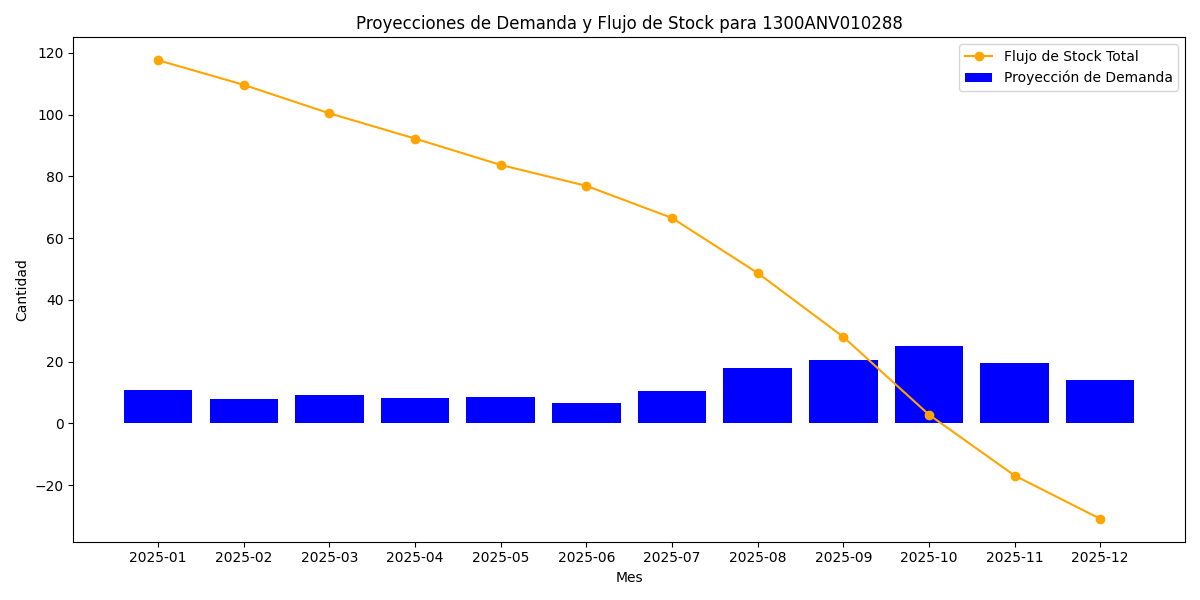 Proyecciones de Demanda y Flujo de Stock para 1300ANV010288
Flujo de Stock Total
Proyección de Demanda
Cantidad
120
100
80
60
40
20
0
−20
2025-01 2025-02 2025-03 2025-04 2025-05 2025-06 2025-07 2025-08 2025-09 2025-10 2025-11 2025-12
Mes